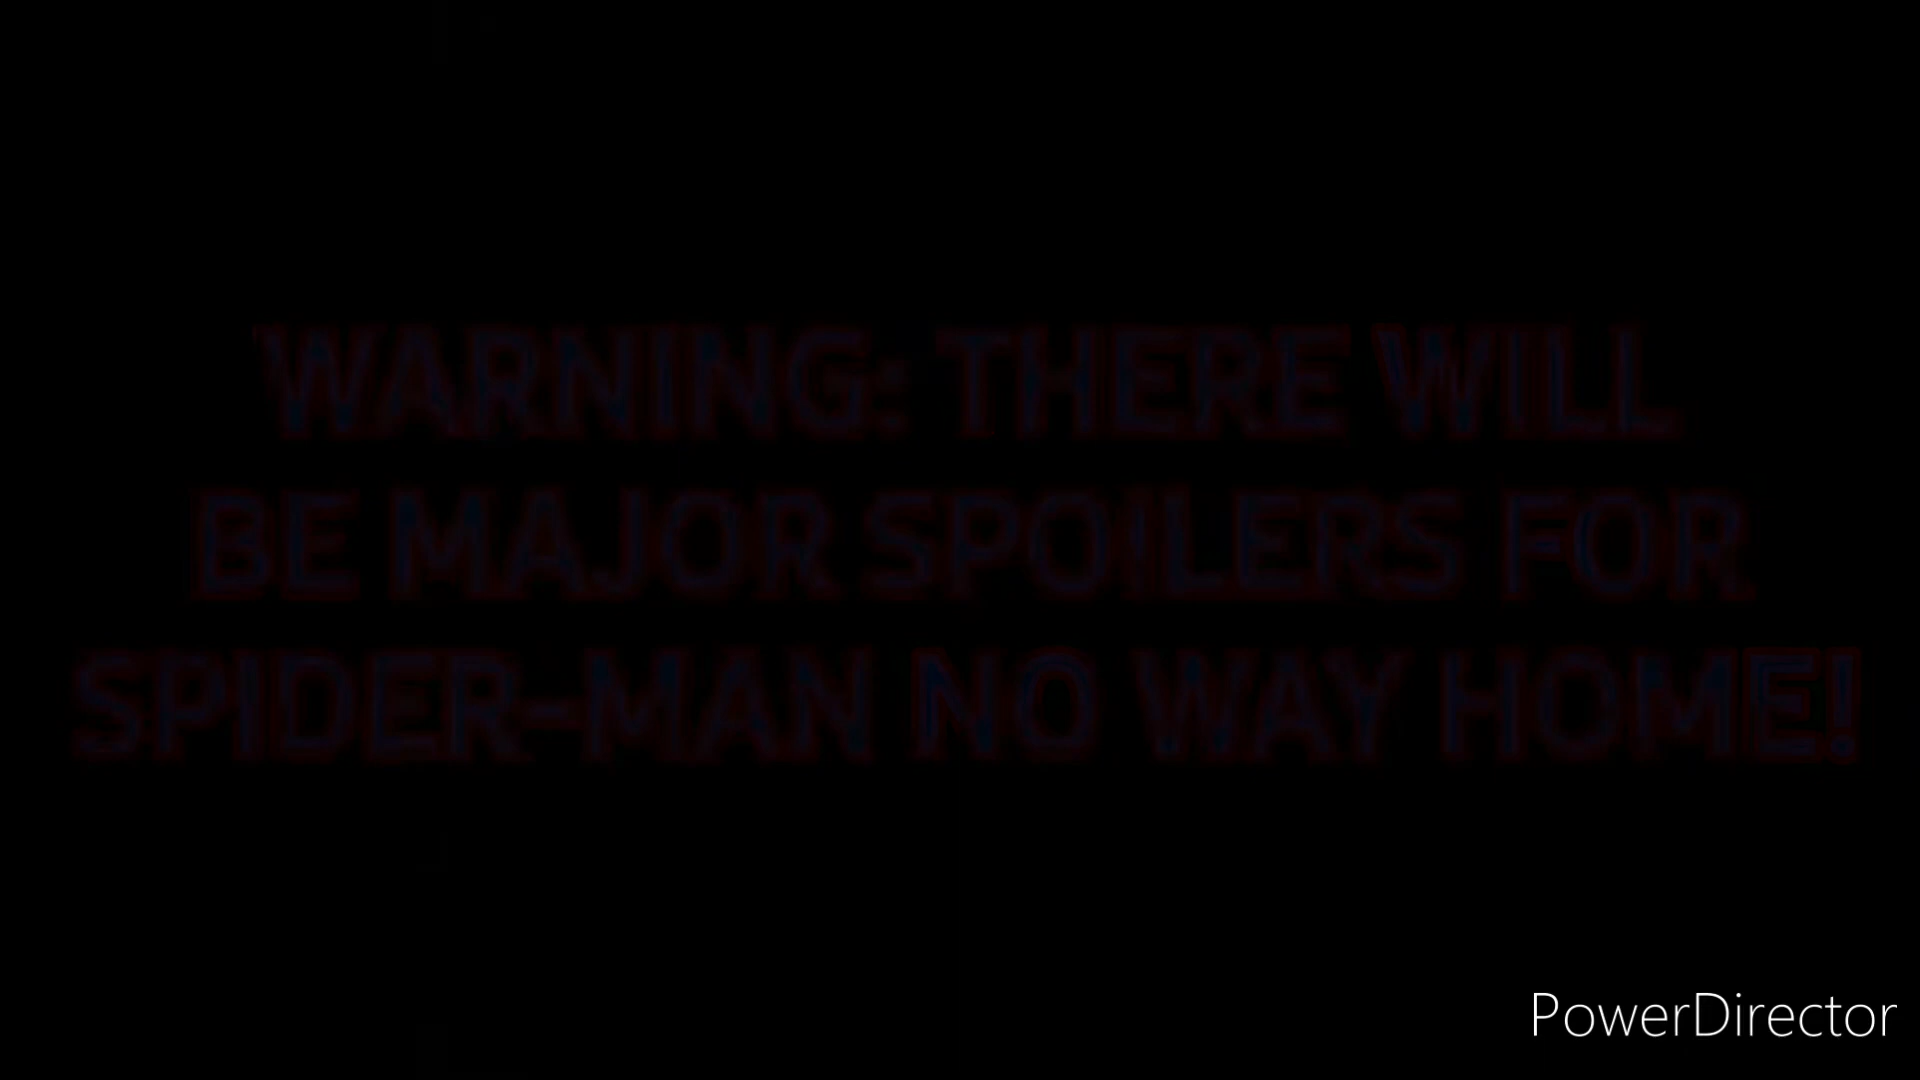 WARNING: THERE WILL
BE MAJOR SPOILERS FOR
SPIDER-MAN NO WAY HOME!
PowerDirector